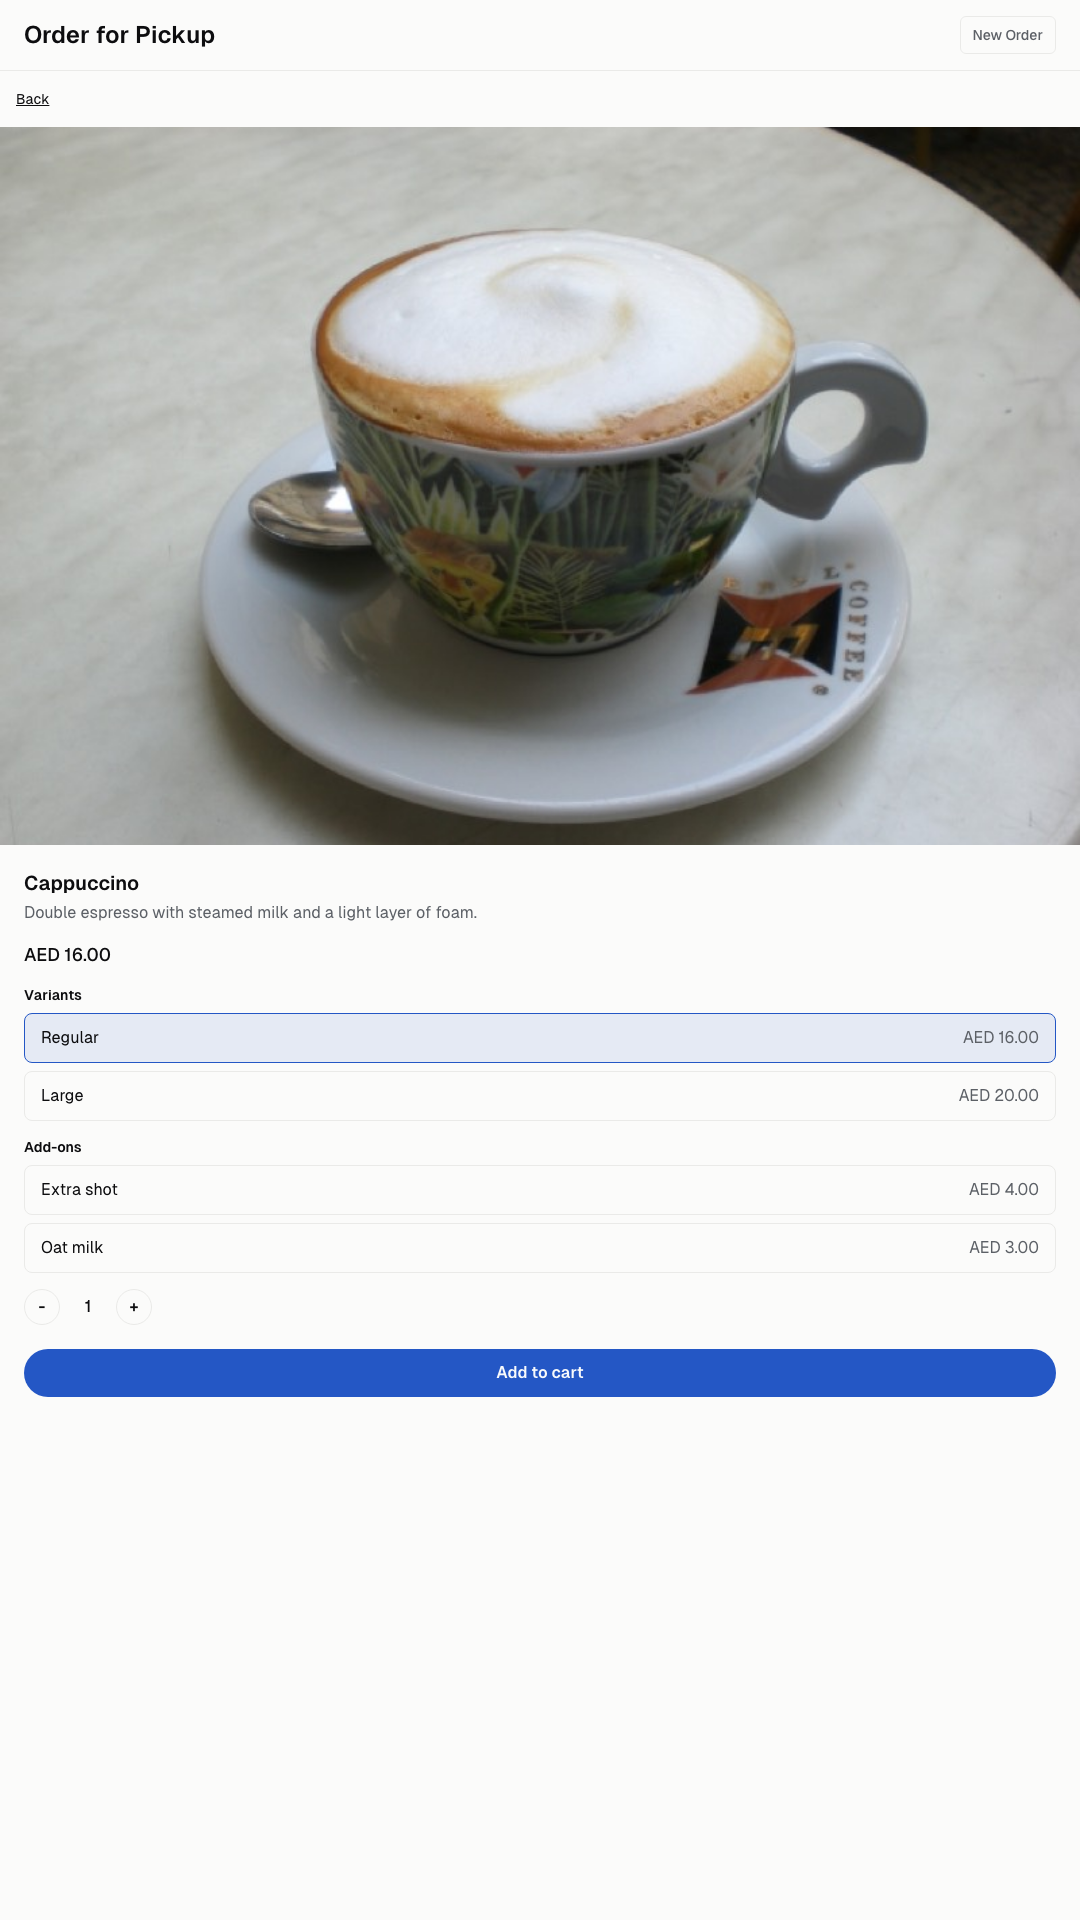 Order for Pickup
New Order
Back
COFFEE
Cappuccino
Double espresso with steamed milk and a light layer of foam.
AED 16.00
Variants
Regular AED 16.00
Large AED 20.00
Add-ons
Extra shot AED 4.00
Oat milk AED 3.00
- 1 +
Add to cart